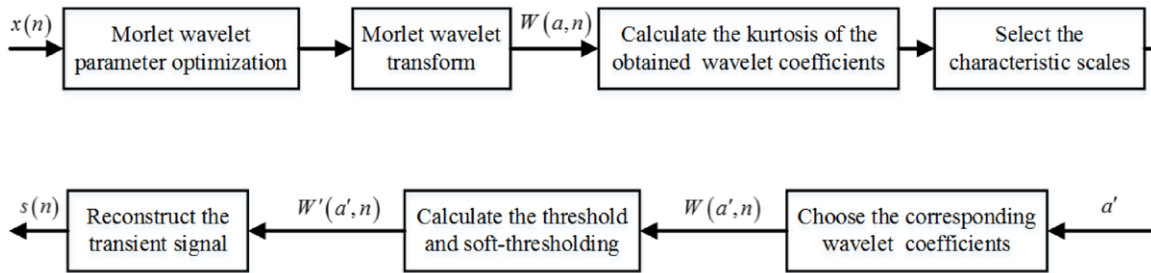 x(n)
Morlet wavelet
parameter optimization
Morlet wavelet
transform
W(a,n)
Calculate the kurtosis of the
obtained wavelet coefficients
Select the
characteristic scales
s(n)
Reconstruct the
transient signal
W'(a',n)
Calculate the threshold
and soft-thresholding
W(a',n)
Choose the corresponding
wavelet coefficients
a'